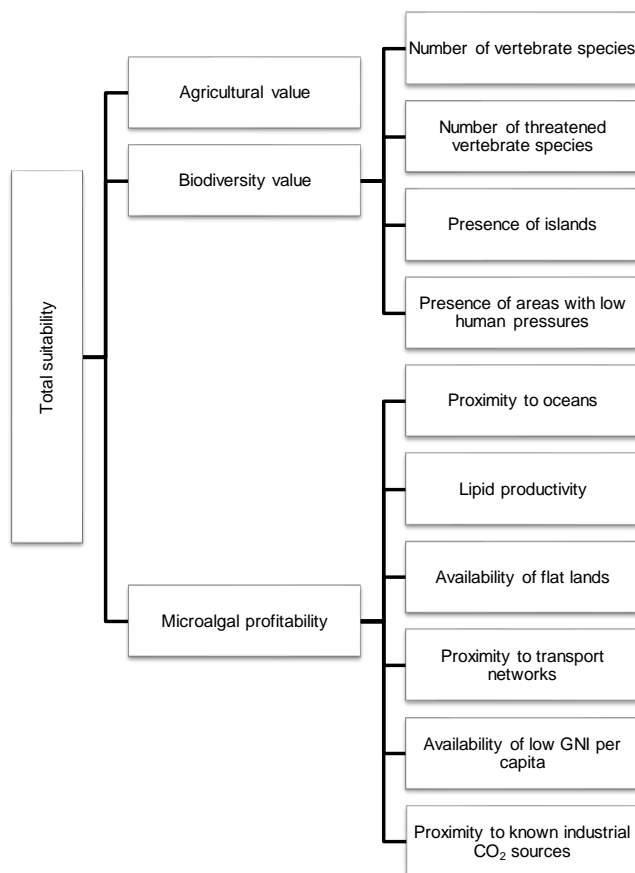 Total suitability
Agricultural value
Biodiversity value
Number of vertebrate species
Number of threatened
vertebrate species
Presence of islands
Presence of areas with low
human pressures
Microalgal profitability
Proximity to oceans
Lipid productivity
Availability of flat lands
Proximity to transport
networks
Availability of low GNI per
capita
Proximity to known industrial
CO₂ sources